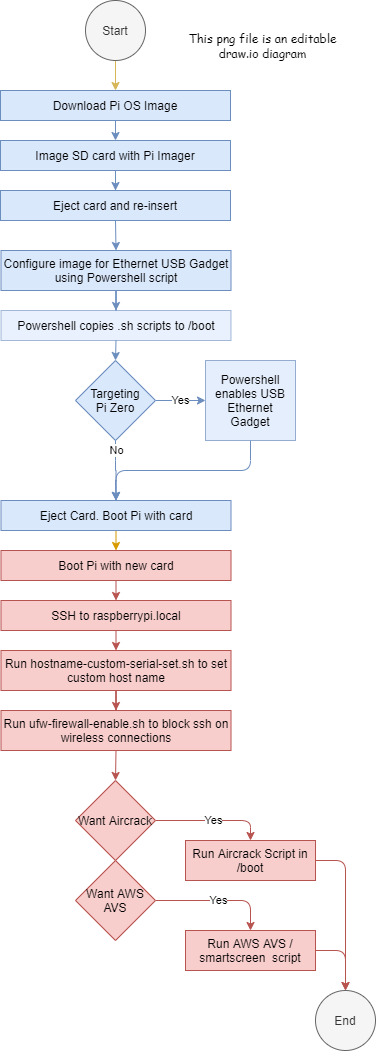 Start
This png file is an editable
draw.io diagram
Download Pi OS Image
Image SD card with Pi Imager
Eject card and re-insert
Configure image for Ethernet USB Gadget
using Powershell script
Powershell copies .sh scripts to /boot
Targeting
Pi Zero
Yes
Powershell
enables USB
Ethernet
Gadget
No
Eject Card. Boot Pi with card
Boot Pi with new card
SSH to raspberrypi.local
Run hostname-custom-serial-set.sh to set
custom host name
Run ufw-firewall-enable.sh to block ssh on
wireless connections
Want Aircrack
Yes
Run Aircrack Script in
/boot
Want AWS
AVS
Yes
Run AWS AVS /
smartscreen script
End